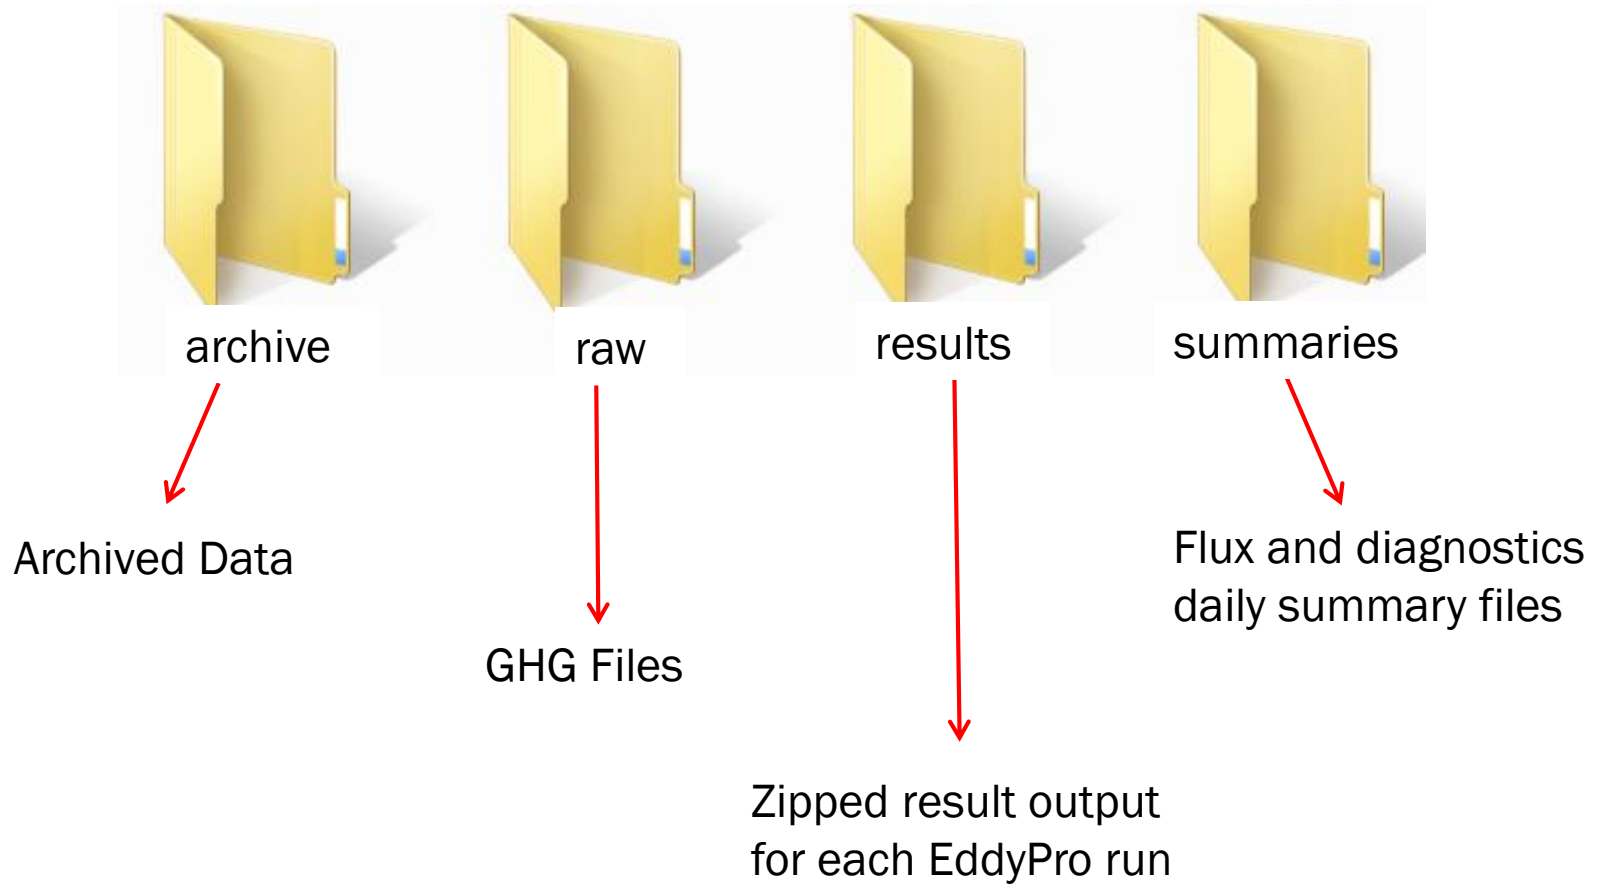 archive
raw
results
summaries
Archived Data
GHG Files
Zipped result output
for each EddyPro run
Flux and diagnostics
daily summary files